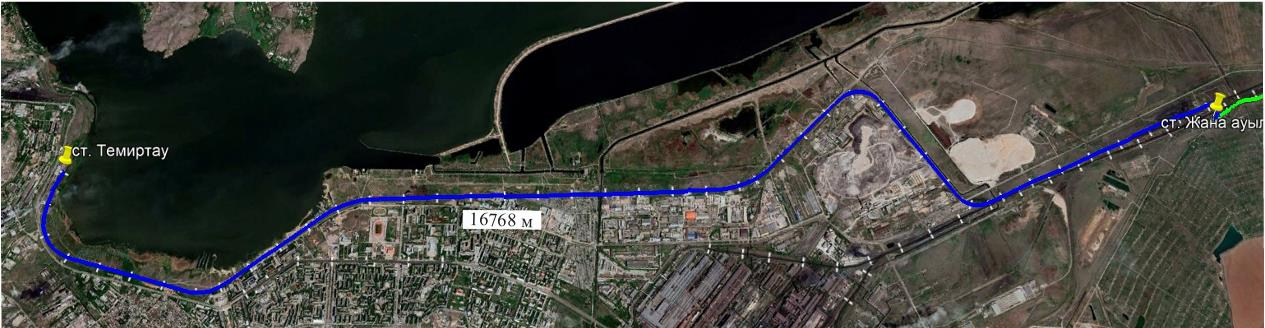 ст. Темиртау
ст. Жана ауыл
16768 м